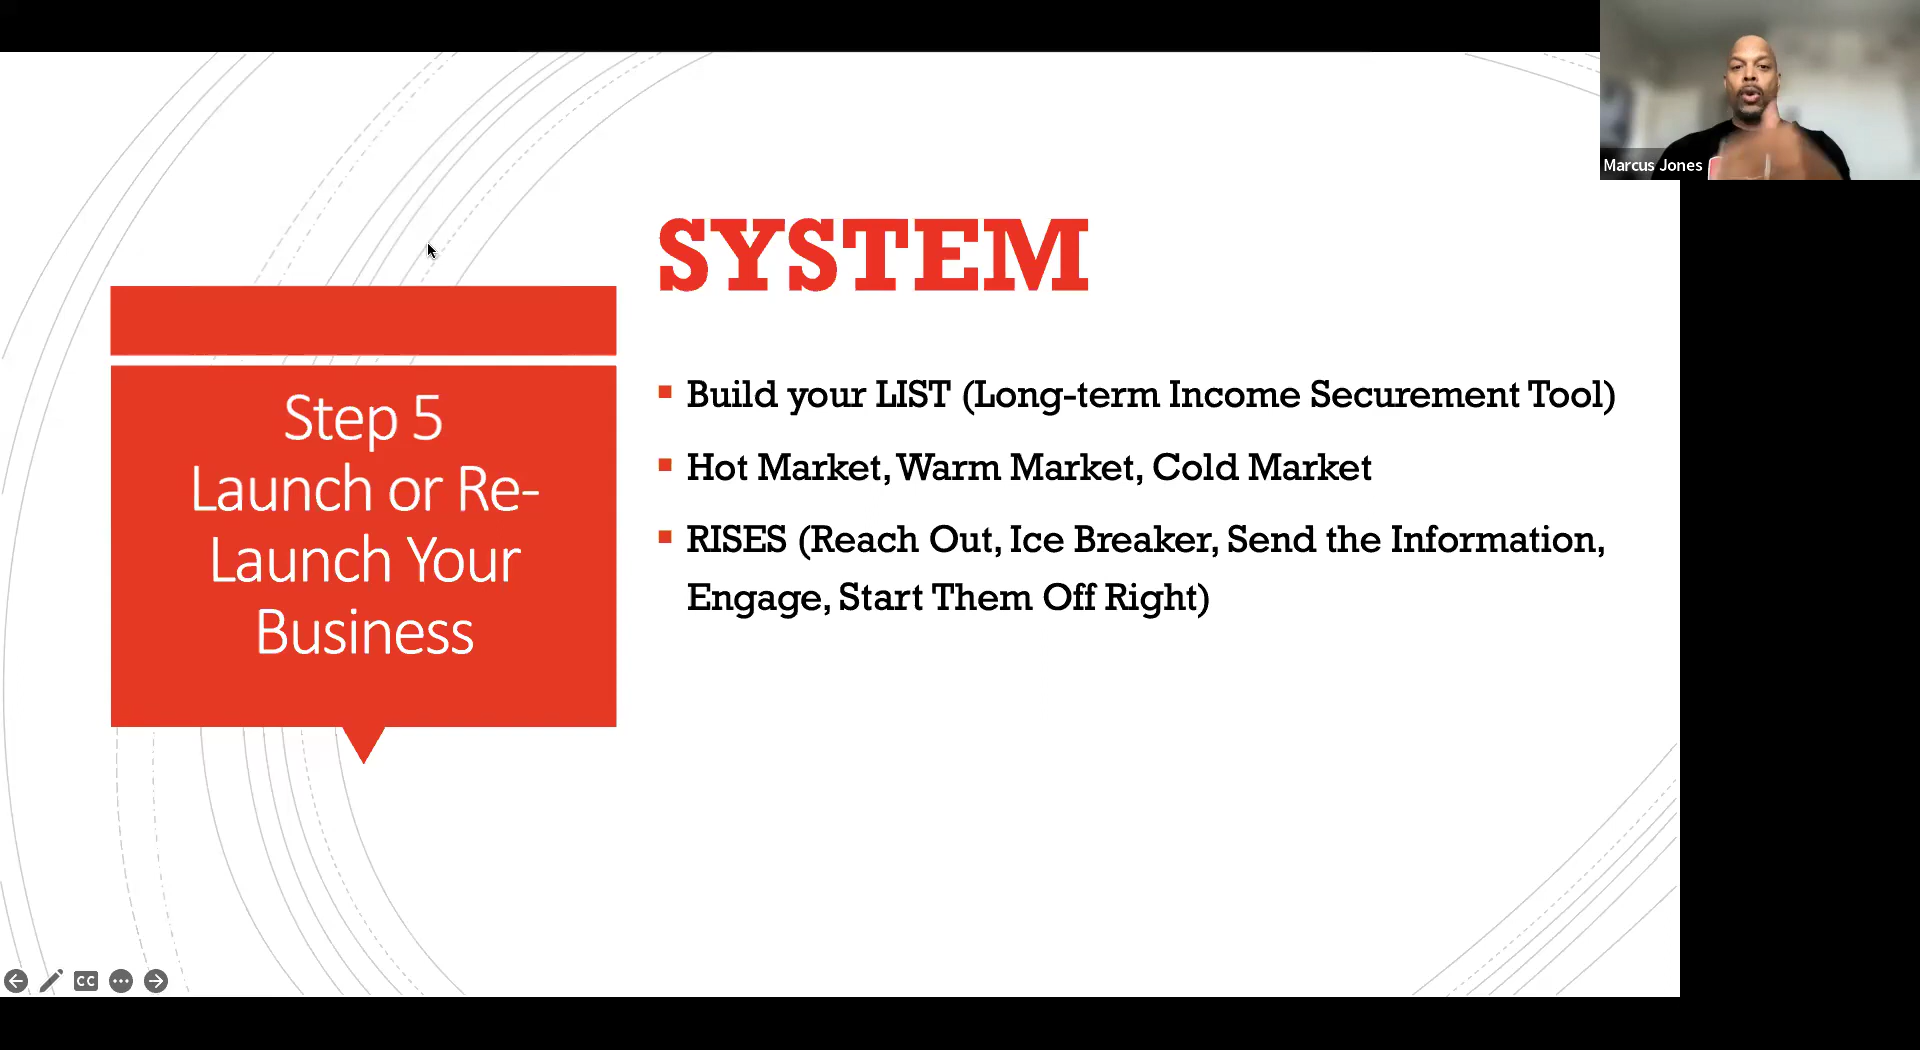 SYSTEM
Step 5
Launch or Re-
Launch Your
Business
Build your LIST (Long-term Income Securement Tool)
Hot Market, Warm Market, Cold Market
RISES (Reach Out, Ice Breaker, Send the Information,
Engage, Start Them Off Right)
Marcus Jones
CC